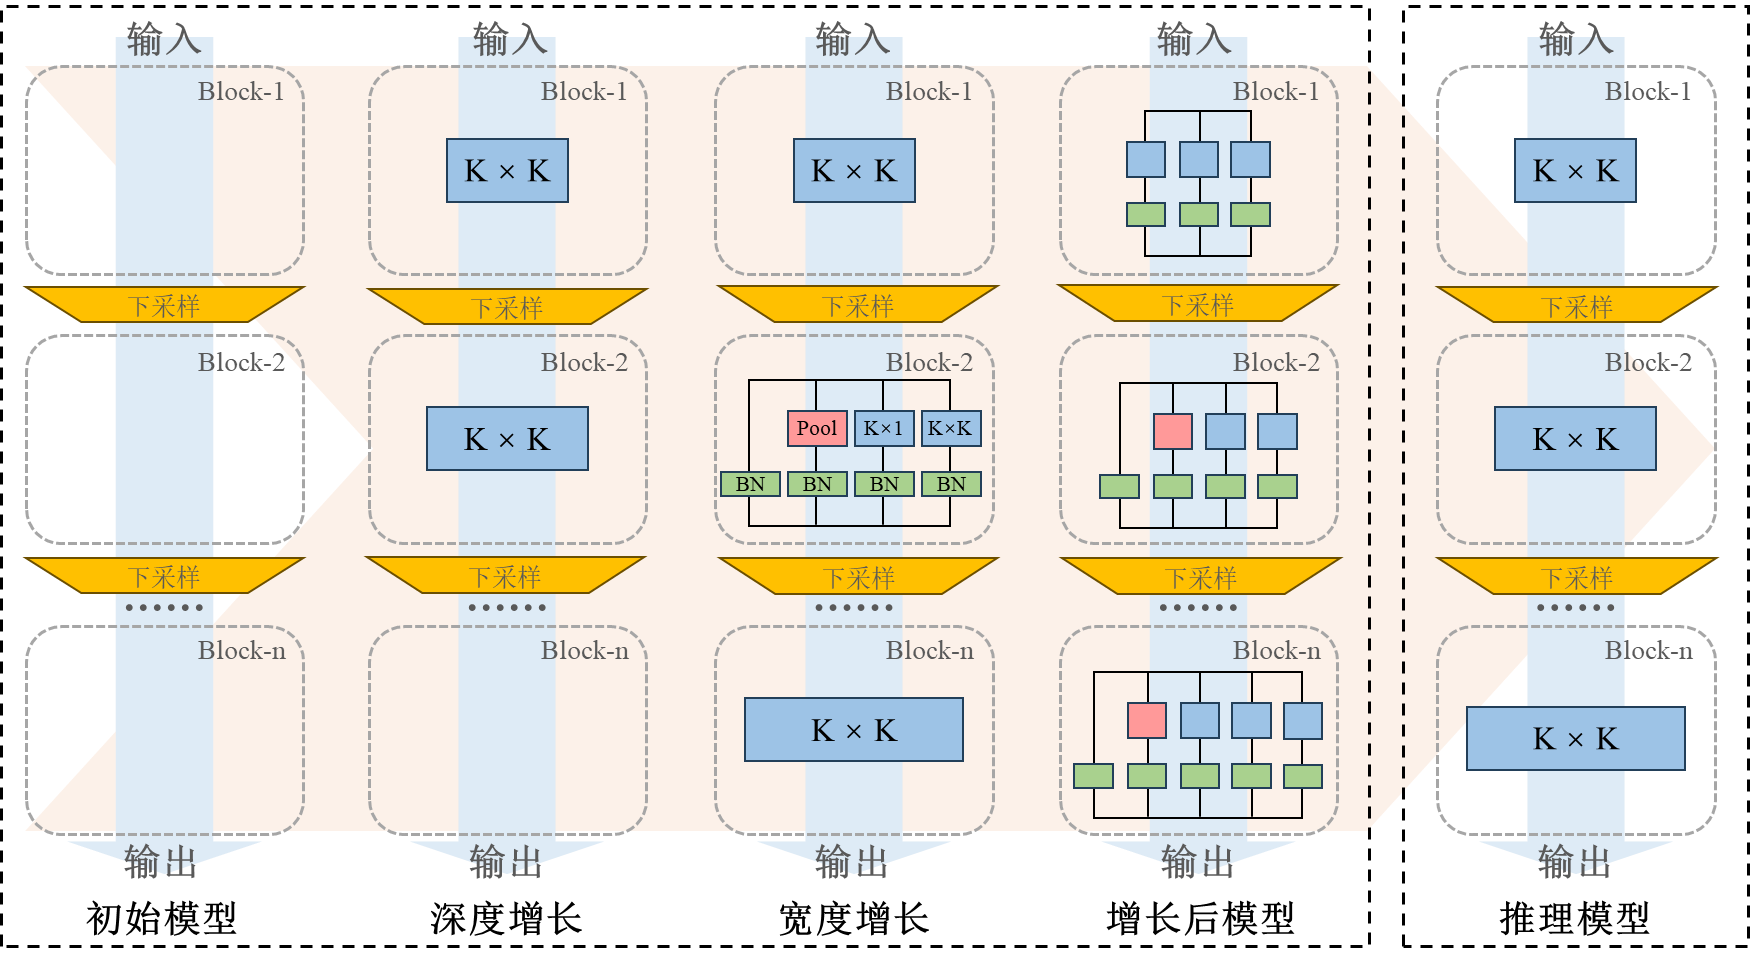 输入
Block-1
下采样
Block-2
下采样
······
Block-n
输出
初始模型
输入
Block-1
K × K
下采样
Block-2
K × K
下采样
······
Block-n
输出
深度增长
输入
Block-1
K × K
下采样
Block-2
Pool K×1 K×K
BN BN BN BN
下采样
······
Block-n
K × K
输出
宽度增长
输入
Block-1
下采样
Block-2
下采样
······
Block-n
输出
增长后模型
输入
Block-1
K × K
下采样
Block-2
K × K
下采样
······
Block-n
K × K
输出
推理模型